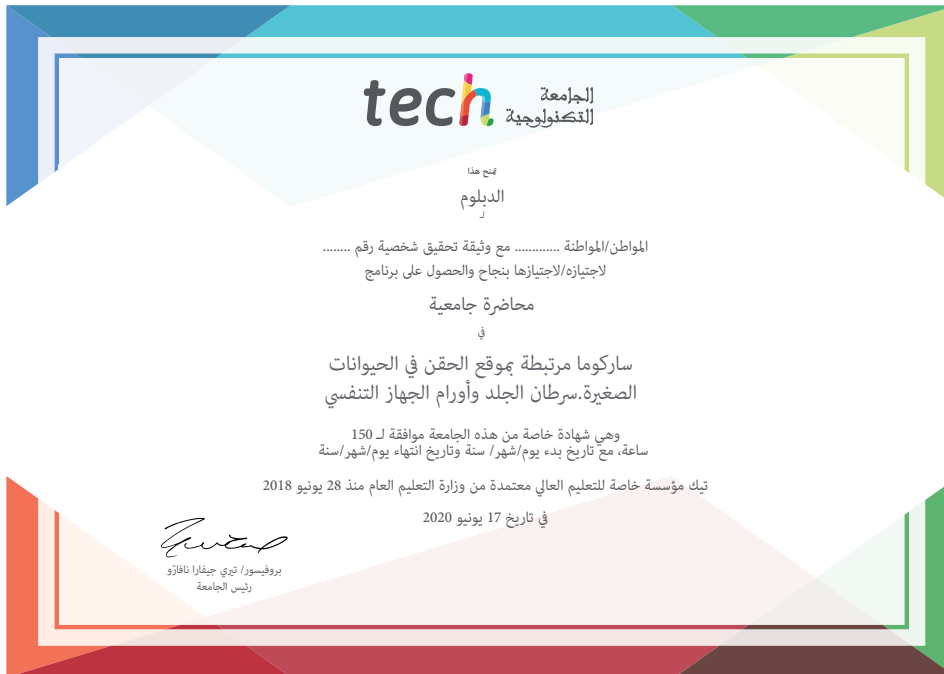 tech الجامعة
التكنولوجية
يمنح هذا
الدبلوم
لـ
المواطن/المواطنة ............. مع وثيقة تحقيق شخصية رقم ........
لاجتيازه/لاجتيازها بنجاح والحصول على برنامج
محاضرة جامعية
في
ساركوما مرتبطة بموقع الحقن في الحيوانات
الصغيرة.سرطان الجلد وأورام الجهاز التنفسي
وهي شهادة خاصة من هذه الجامعة موافقة لـ 150
ساعة، مع تاريخ بدء يوم/شهر/ سنة وتاريخ انتهاء يوم/شهر/سنة
تيك مؤسسة خاصة للتعليم العالي معتمدة من وزارة التعليم العام منذ 28 يونيو 2018
في تاريخ 17 يونيو 2020
بروفيسور/ تيري جيفارا نافارّو
رئيس الجامعة